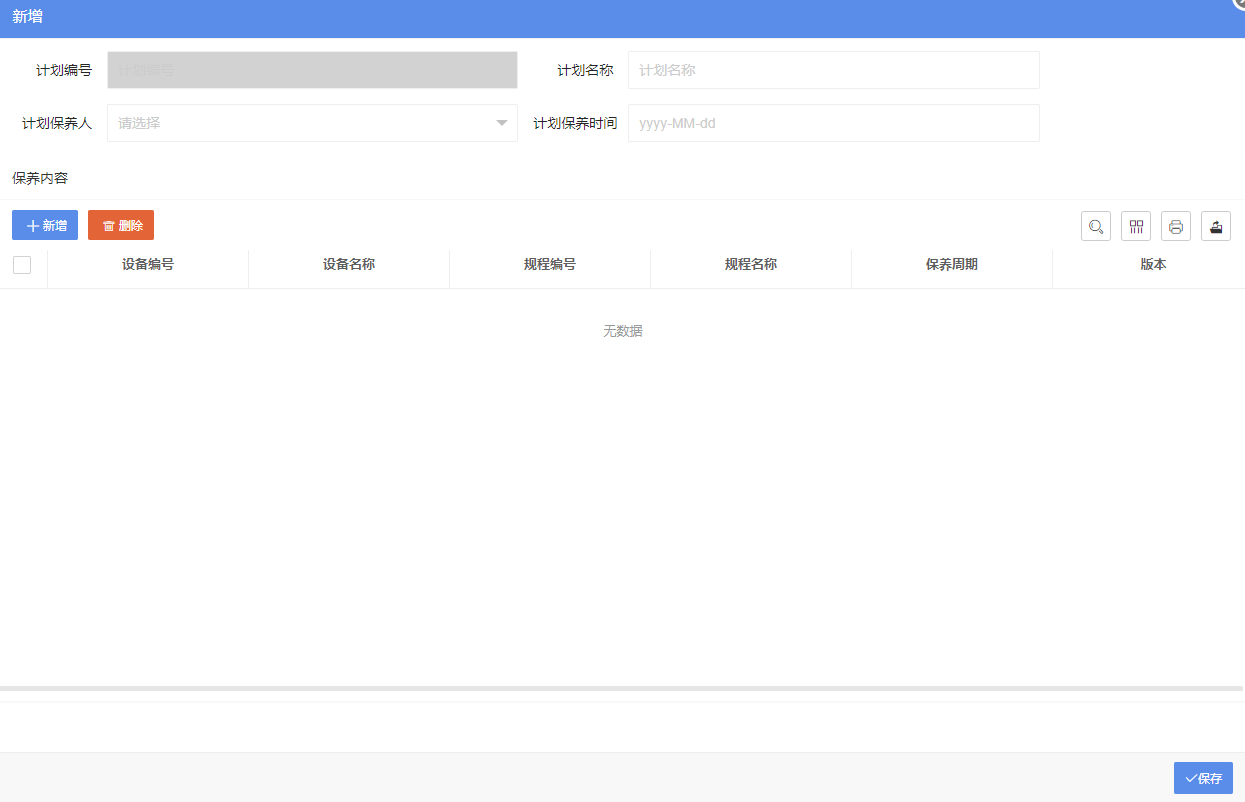 新增
计划编号 计划编号 计划名称 计划名称
计划保养人 请选择 计划保养时间 yyyy-MM-dd
保养内容
新增 删除
设备编号 设备名称 规程编号 规程名称 保养周期 版本
无数据
保存